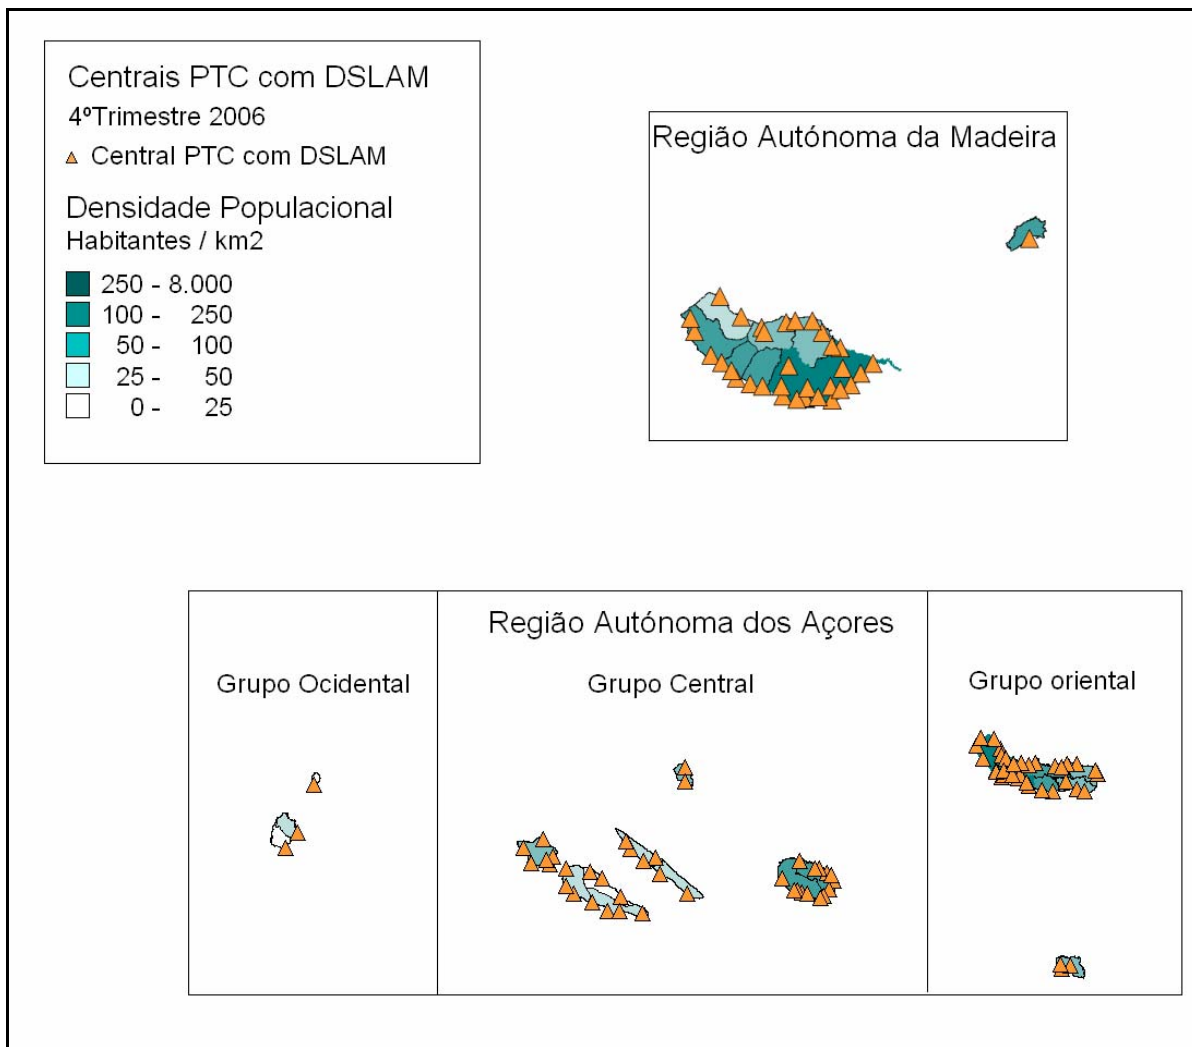 Centrais PTC com DSLAM
4ºTrimestre 2006
Central PTC com DSLAM
Densidade Populacional
Habitantes / km2
250 - 8.000
100 - 250
50 - 100
25 - 50
0 - 25
Região Autónoma da Madeira
Região Autónoma dos Açores
Grupo Ocidental
Grupo Central
Grupo oriental